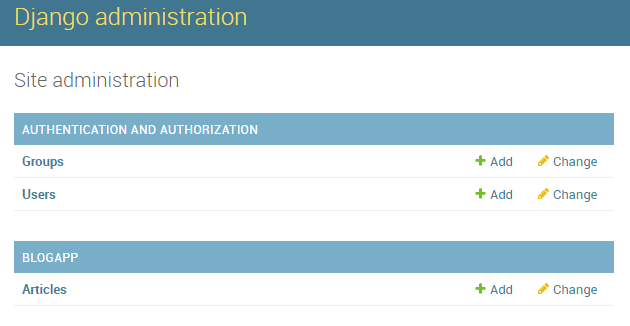 Django administration
Site administration
AUTHENTICATION AND AUTHORIZATION
Groups Add Change
Users Add Change
BLOGAPP
Articles Add Change